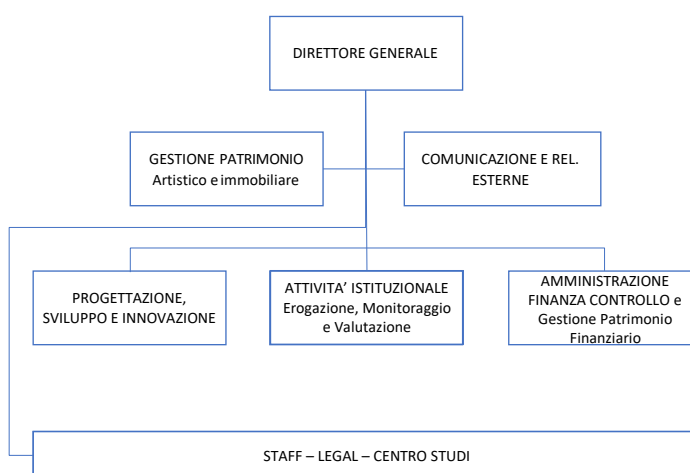 DIRETTORE GENERALE
GESTIONE PATRIMONIO
Artistico e immobiliare
COMUNICAZIONE E REL.
ESTERNE
PROGETTAZIONE,
SVILUPPO E INNOVAZIONE
ATTIVITA’ ISTITUZIONALE
Erogazione, Monitoraggio
e Valutazione
AMMINISTRAZIONE
FINANZA CONTROLLO e
Gestione Patrimonio
Finanziario
STAFF – LEGAL – CENTRO STUDI